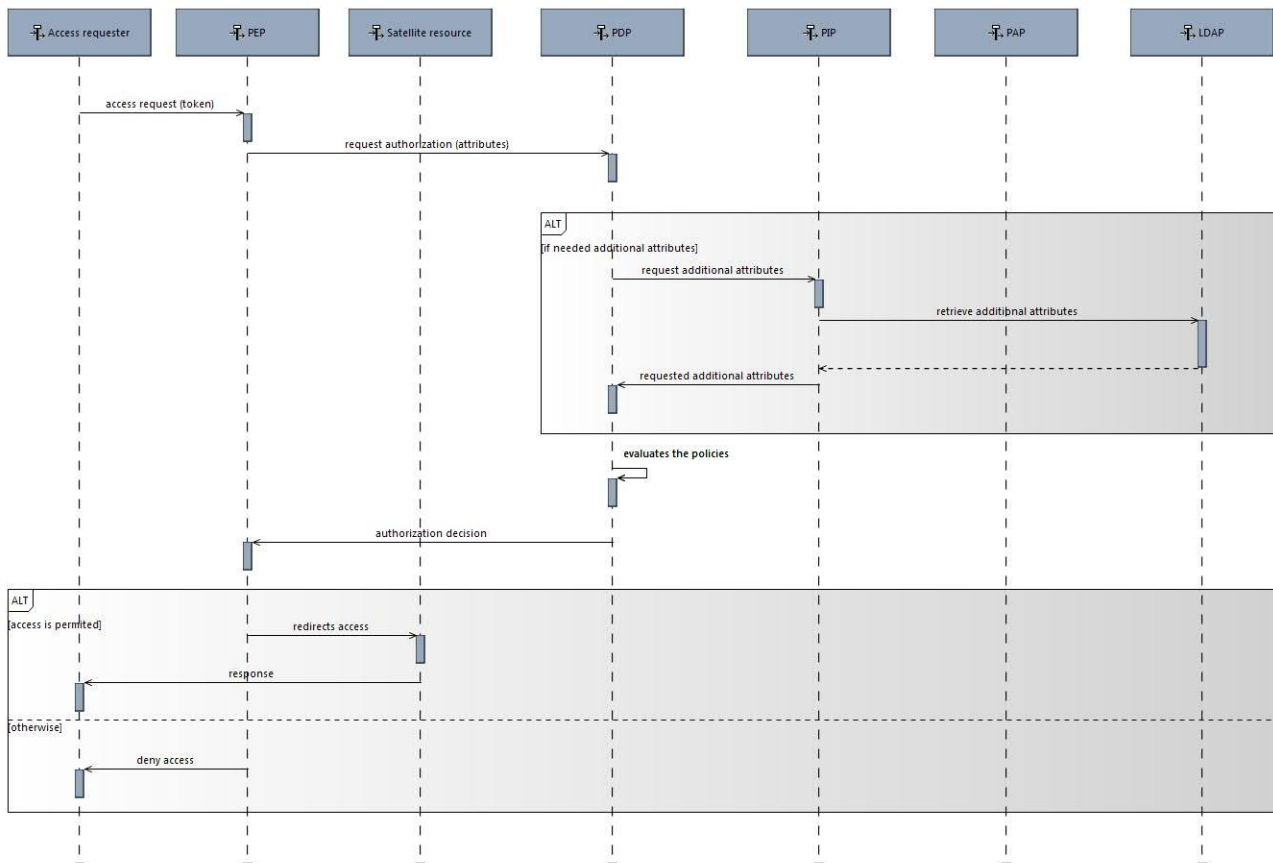 Access requester
PEP
Satellite resource
PDP
PIP
PAP
LDAP
access request (token)
request authorization (attributes)
ALT
[if needed additional attributes]
request additional attributes
retrieve additional attributes
requested additional attributes
evaluates the policies
authorization decision
ALT
[access is permited]
redirects access
response
[otherwise]
deny access